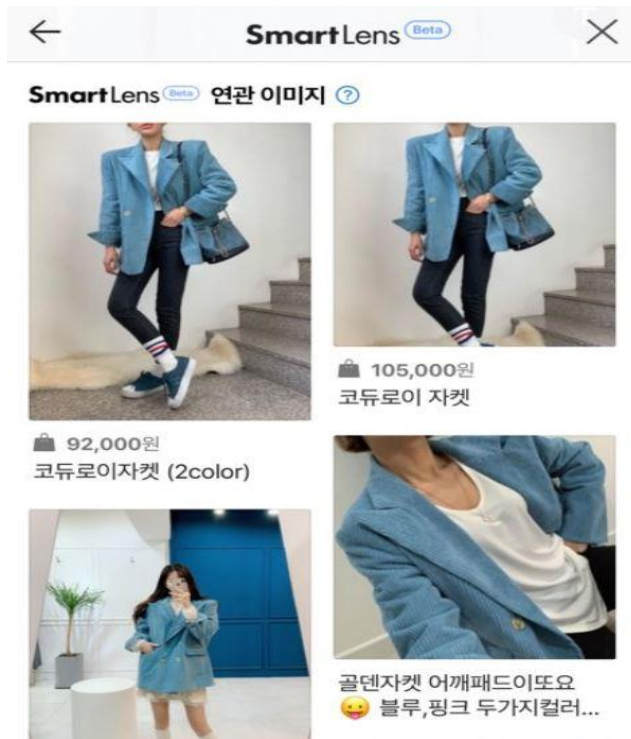 SmartLens Beta
SmartLens Beta 연관 이미지 ?
92,000원
코듀로이자켓 (2color)
105,000원
코듀로이 자켓
골덴자켓 어깨패드이또요
😛 블루,핑크 두가지컬러...